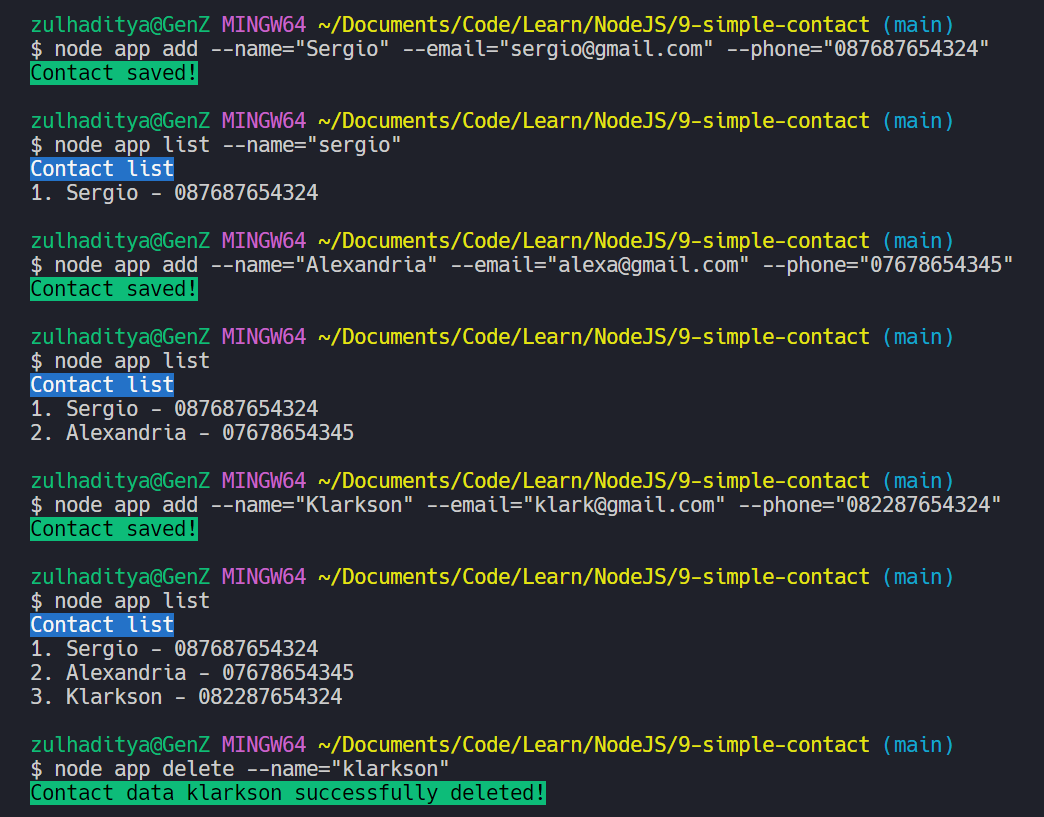 zulhaditya@GenZ MINGW64 ~/Documents/Code/Learn/NodeJS/9-simple-contact (main)
$ node app add --name="Sergio" --email="sergio@gmail.com" --phone="087687654324"
Contact saved!
zulhaditya@GenZ MINGW64 ~/Documents/Code/Learn/NodeJS/9-simple-contact (main)
$ node app list --name="sergio"
Contact list
1. Sergio - 087687654324
zulhaditya@GenZ MINGW64 ~/Documents/Code/Learn/NodeJS/9-simple-contact (main)
$ node app add --name="Alexandria" --email="alexa@gmail.com" --phone="07678654345"
Contact saved!
zulhaditya@GenZ MINGW64 ~/Documents/Code/Learn/NodeJS/9-simple-contact (main)
$ node app list
Contact list
1. Sergio - 087687654324
2. Alexandria - 07678654345
zulhaditya@GenZ MINGW64 ~/Documents/Code/Learn/NodeJS/9-simple-contact (main)
$ node app add --name="Klarkson" --email="klark@gmail.com" --phone="082287654324"
Contact saved!
zulhaditya@GenZ MINGW64 ~/Documents/Code/Learn/NodeJS/9-simple-contact (main)
$ node app list
Contact list
1. Sergio - 087687654324
2. Alexandria - 07678654345
3. Klarkson - 082287654324
zulhaditya@GenZ MINGW64 ~/Documents/Code/Learn/NodeJS/9-simple-contact (main)
$ node app delete --name="klarkson"
Contact data klarkson successfully deleted!